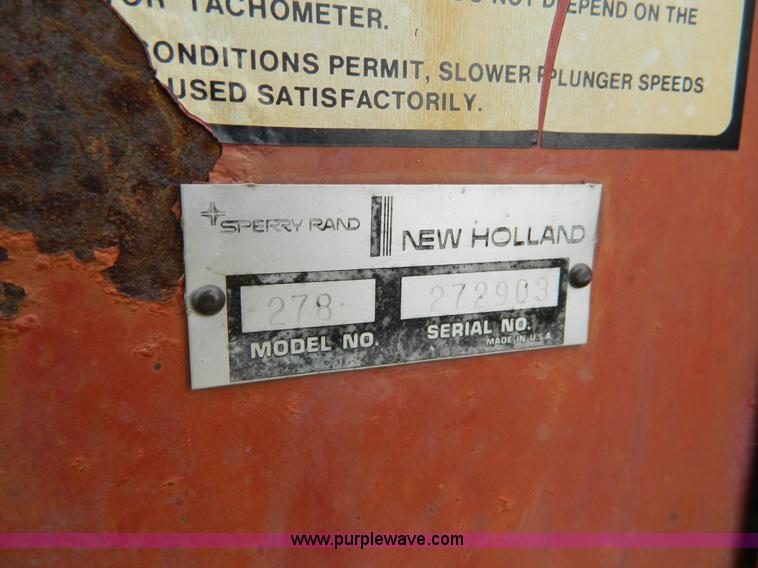 TACHOMETER.
NOT DEPEND ON THE
CONDITIONS PERMIT, SLOWER PLUNGER SPEEDS
USED SATISFACTORILY.
SPERRY RAND NEW HOLLAND
278 272903
MODEL NO. SERIAL NO.
MADE IN U.S.A.
www.purplewave.com